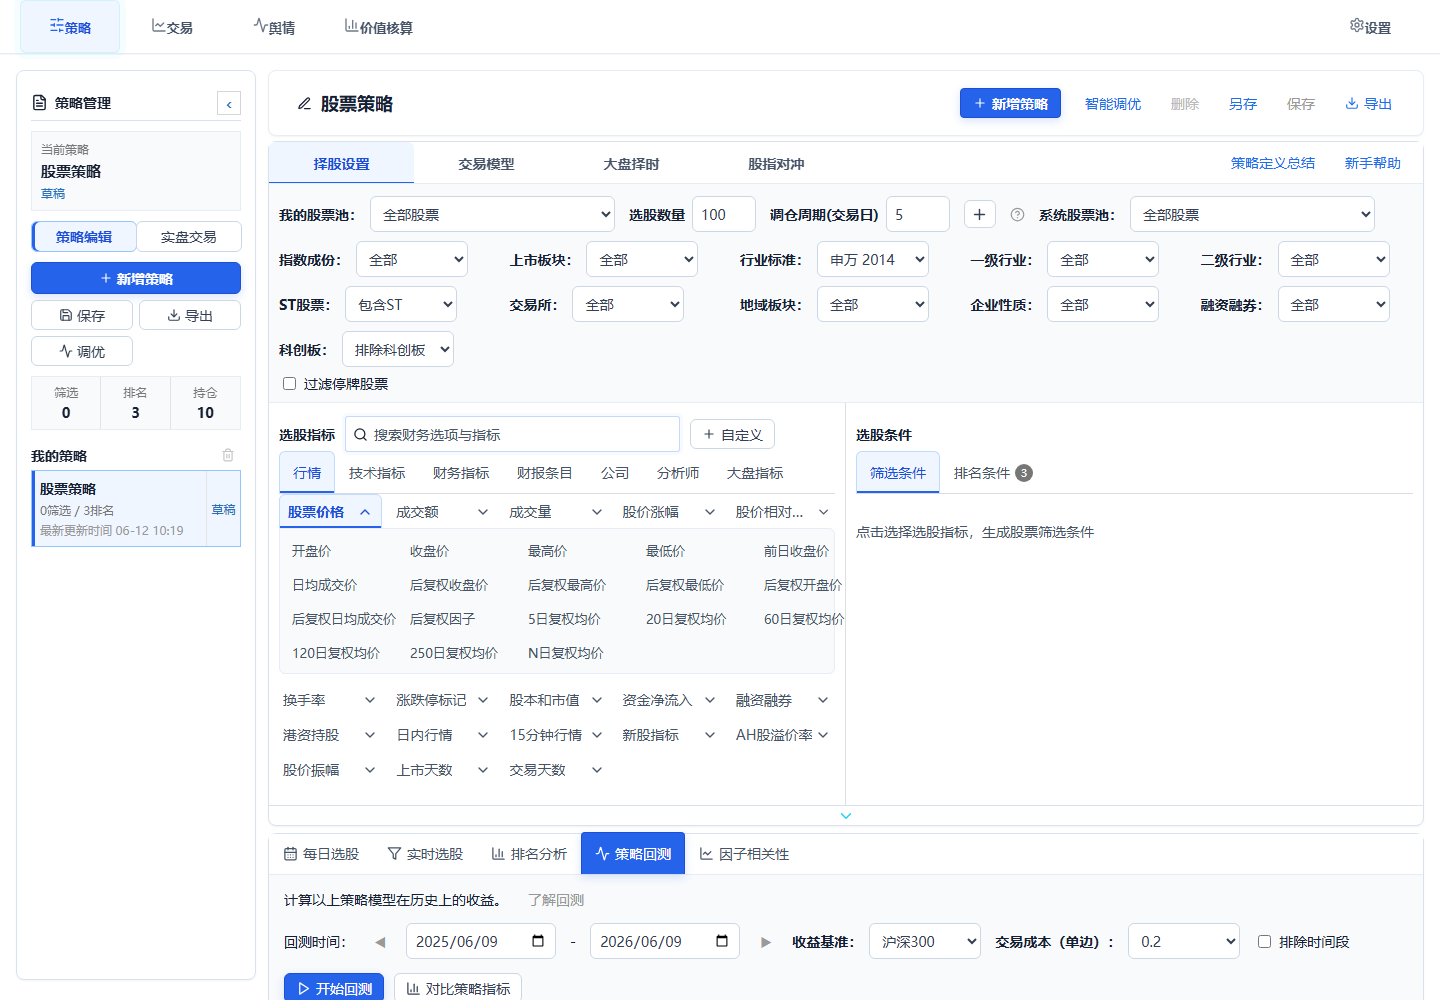 策略 交易 舆情 价值核算 设置
策略管理
当前策略
股票策略
草稿
策略编辑 实盘交易
+ 新增策略
保存 导出
调优
筛选 排名 持仓
0 3 10
我的策略
股票策略
0筛选 / 3排名
最新更新时间 06-12 10:19
草稿
股票策略
+ 新增策略 智能调优 删除 另存 保存 导出
择股设置 交易模型 大盘择时 股指对冲 策略定义总结 新手帮助
我的股票池： 全部股票 选股数量 100 调仓周期(交易日) 5 + ? 系统股票池： 全部股票
指数成份： 全部 上市板块： 全部 行业标准： 申万 2014 一级行业： 全部 二级行业： 全部
ST股票： 包含ST 交易所： 全部 地域板块： 全部 企业性质： 全部 融资融券： 全部
科创板： 排除科创板
过滤停牌股票
选股指标 搜索财务选项与指标 + 自定义
行情 技术指标 财务指标 财报条目 公司 分析师 大盘指标
股票价格 成交额 成交量 股价涨幅 股价相对...
开盘价 收盘价 最高价 最低价 前日收盘价
日均成交价 后复权收盘价 后复权最高价 后复权最低价 后复权开盘价
后复权日均成交价 后复权因子 5日复权均价 20日复权均价 60日复权均价
120日复权均价 250日复权均价 N日复权均价
换手率 涨跌停标记 股本和市值 资金净流入 融资融券
港资持股 日内行情 15分钟行情 新股指标 AH股溢价率
股价振幅 上市天数 交易天数
选股条件
筛选条件 排名条件 3
点击选择选股指标，生成股票筛选条件
每日选股 实时选股 排名分析 策略回测 因子相关性
计算以上策略模型在历史上的收益。 了解回测
回测时间： 2025/06/09 - 2026/06/09 收益基准： 沪深300 交易成本（单边）： 0.2 排除时间段
开始回测 对比策略指标